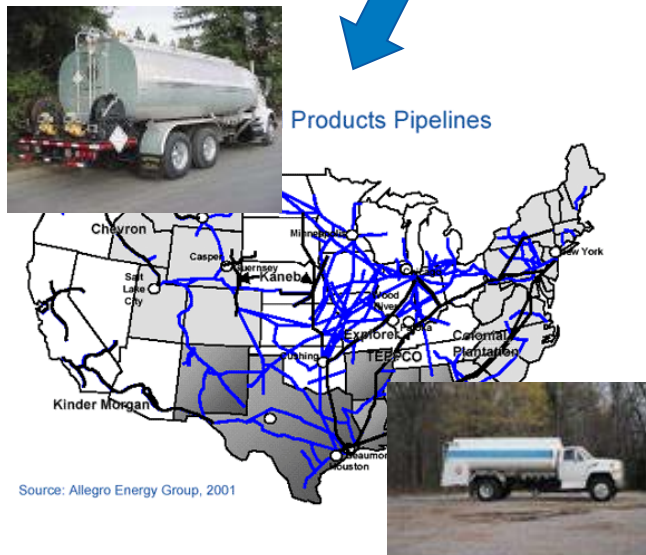 Products Pipelines
Chevron
Minneapolis
New York
Casper
Guernsey
Kaneb
Salt
Lake
City
Wood
River
Patoka
Explorer
Colonial
Plantation
Cushing
TEPPCO
Kinder Morgan
Beaumont
Houston
Source: Allegro Energy Group, 2001